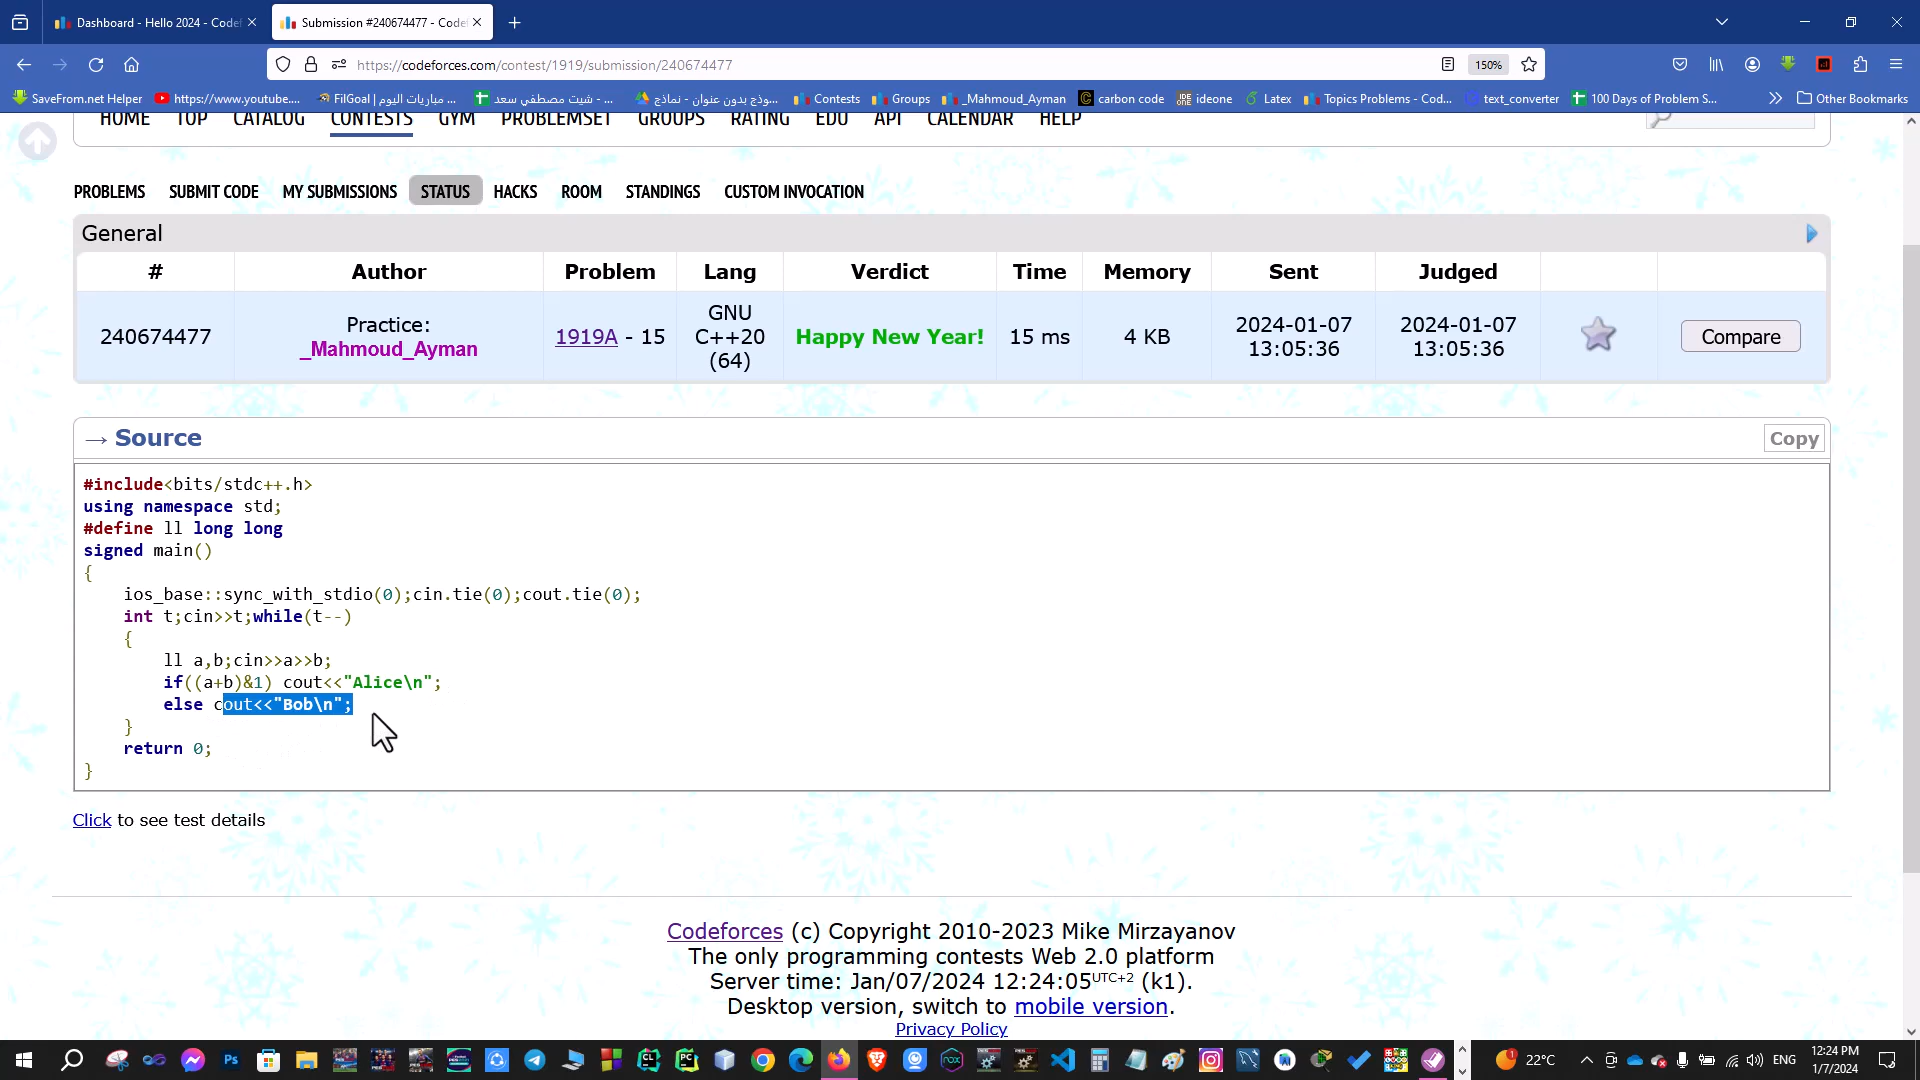 Dashboard - Hello 2024 - Codef
Submission #240674477 - Code
https://codeforces.com/contest/1919/submission/240674477
150%
SaveFrom.net Helper
https://www.youtube....
FilGoal | مباريات اليوم ...
شيت مصطفي سعد - ...
نموذج بدون عنوان - نماذج...
Contests
Groups
_Mahmoud_Ayman
carbon code
ideone
Latex
Topics Problems - Cod...
text_converter
100 Days of Problem S...
Other Bookmarks
HOME TOP CATALOG CONTESTS GYM PROBLEMSET GROUPS RATING EDU API CALENDAR HELP
PROBLEMS SUBMIT CODE MY SUBMISSIONS STATUS HACKS ROOM STANDINGS CUSTOM INVOCATION
General
# Author Problem Lang Verdict Time Memory Sent Judged
240674477
Practice:
_Mahmoud_Ayman
1919A - 15
GNU
C++20
(64)
Happy New Year!
15 ms
4 KB
2024-01-07
13:05:36
2024-01-07
13:05:36
Compare
→ Source
Copy
#include<bits/stdc++.h>
using namespace std;
#define ll long long
signed main()
{
ios_base::sync_with_stdio(0);cin.tie(0);cout.tie(0);
int t;cin>>t;while(t--)
{
ll a,b;cin>>a>>b;
if((a+b)&1) cout<<"Alice\n";
else cout<<"Bob\n";
}
return 0;
}
Click to see test details
Codeforces (c) Copyright 2010-2023 Mike Mirzayanov
The only programming contests Web 2.0 platform
Server time: Jan/07/2024 12:24:05UTC+2 (k1).
Desktop version, switch to mobile version.
Privacy Policy
22°C
ENG
12:24 PM
1/7/2024